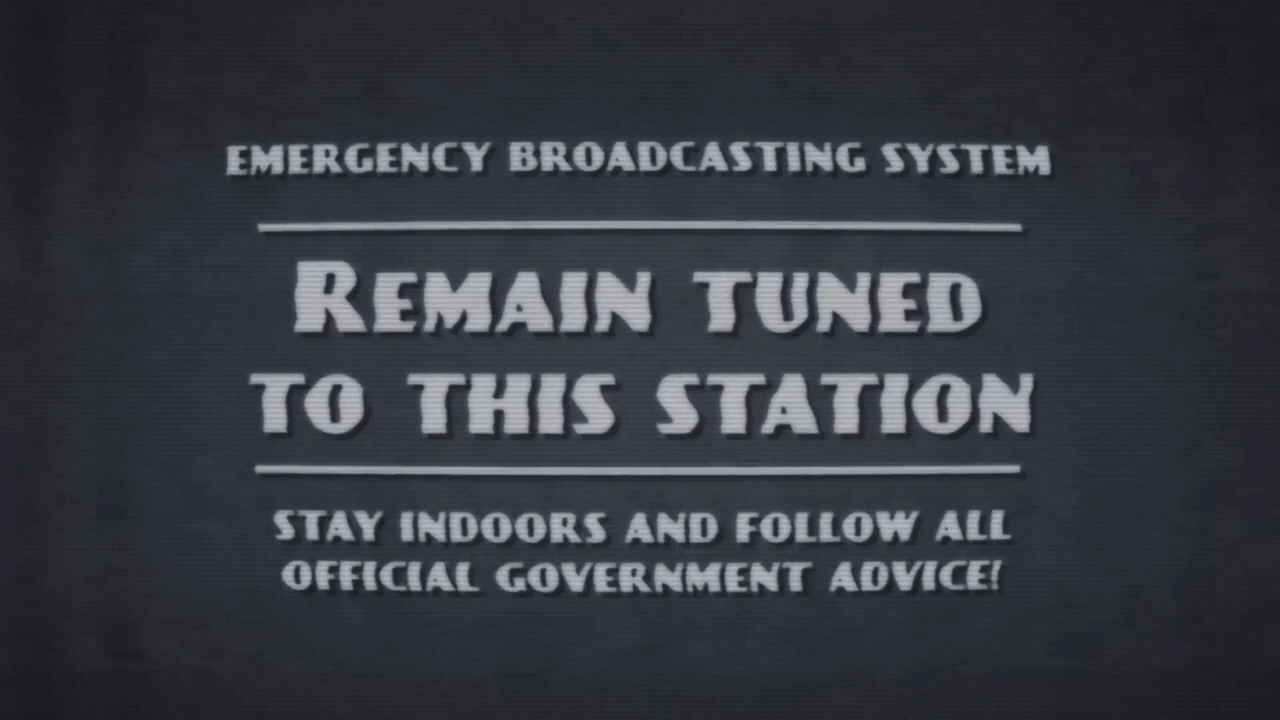 EMERGENCY BROADCASTING SYSTEM
REMAIN TUNED
TO THIS STATION
STAY INDOORS AND FOLLOW ALL
OFFICIAL GOVERNMENT ADVICE!